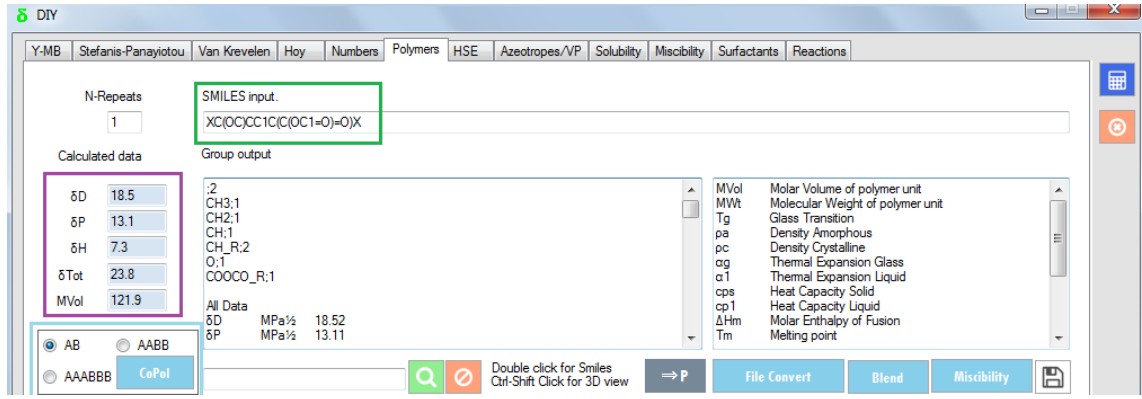 δ DIY
Y-MB Stefanis-Panayiotou Van Krevelen Hoy Numbers Polymers HSE Azeotropes/VP Solubility Miscibility Surfactants Reactions
N-Repeats
1
SMILES input.
XC(OC)CC1C(C(OC1=O)=O)X
Calculated data
δD 18.5
δP 13.1
δH 7.3
δTot 23.8
MVol 121.9
Group output
;2
CH3;1
CH2;1
CH;1
CH_R;2
O;1
COOCO_R;1
All Data
δD MPa½ 18.52
δP MPa½ 13.11
MVol Molar Volume of polymer unit
MWt Molecular Weight of polymer unit
Tg Glass Transition
ρa Density Amorphous
ρc Density Crystalline
αg Thermal Expansion Glass
α1 Thermal Expansion Liquid
cps Heat Capacity Solid
cp1 Heat Capacity Liquid
ΔHm Molar Enthalpy of Fusion
Tm Melting point
AB AABB
AAABBB CoPol
Double click for Smiles
Ctrl-Shift Click for 3D view
⇒P
File Convert
Blend
Miscibility